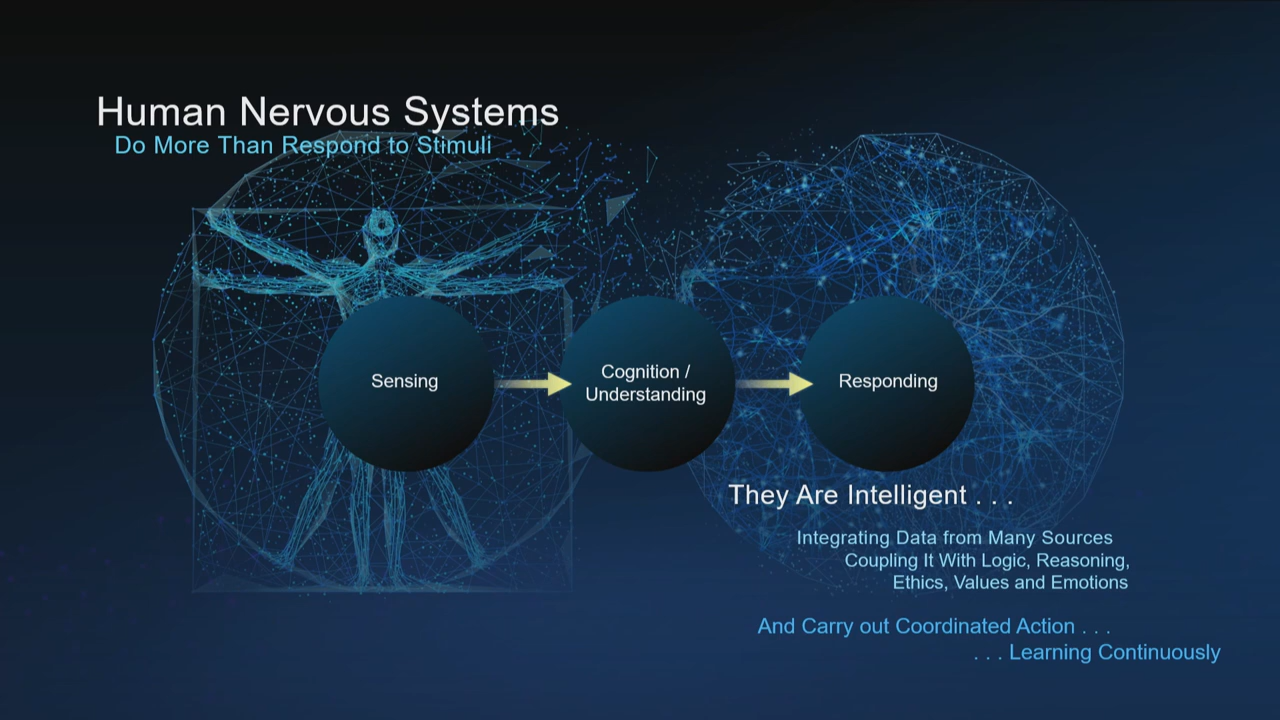 Human Nervous Systems
Do More Than Respond to Stimuli
Sensing
Cognition /
Understanding
Responding
They Are Intelligent . . .
Integrating Data from Many Sources
Coupling It With Logic, Reasoning,
Ethics, Values and Emotions
And Carry out Coordinated Action . . .
. . . Learning Continuously